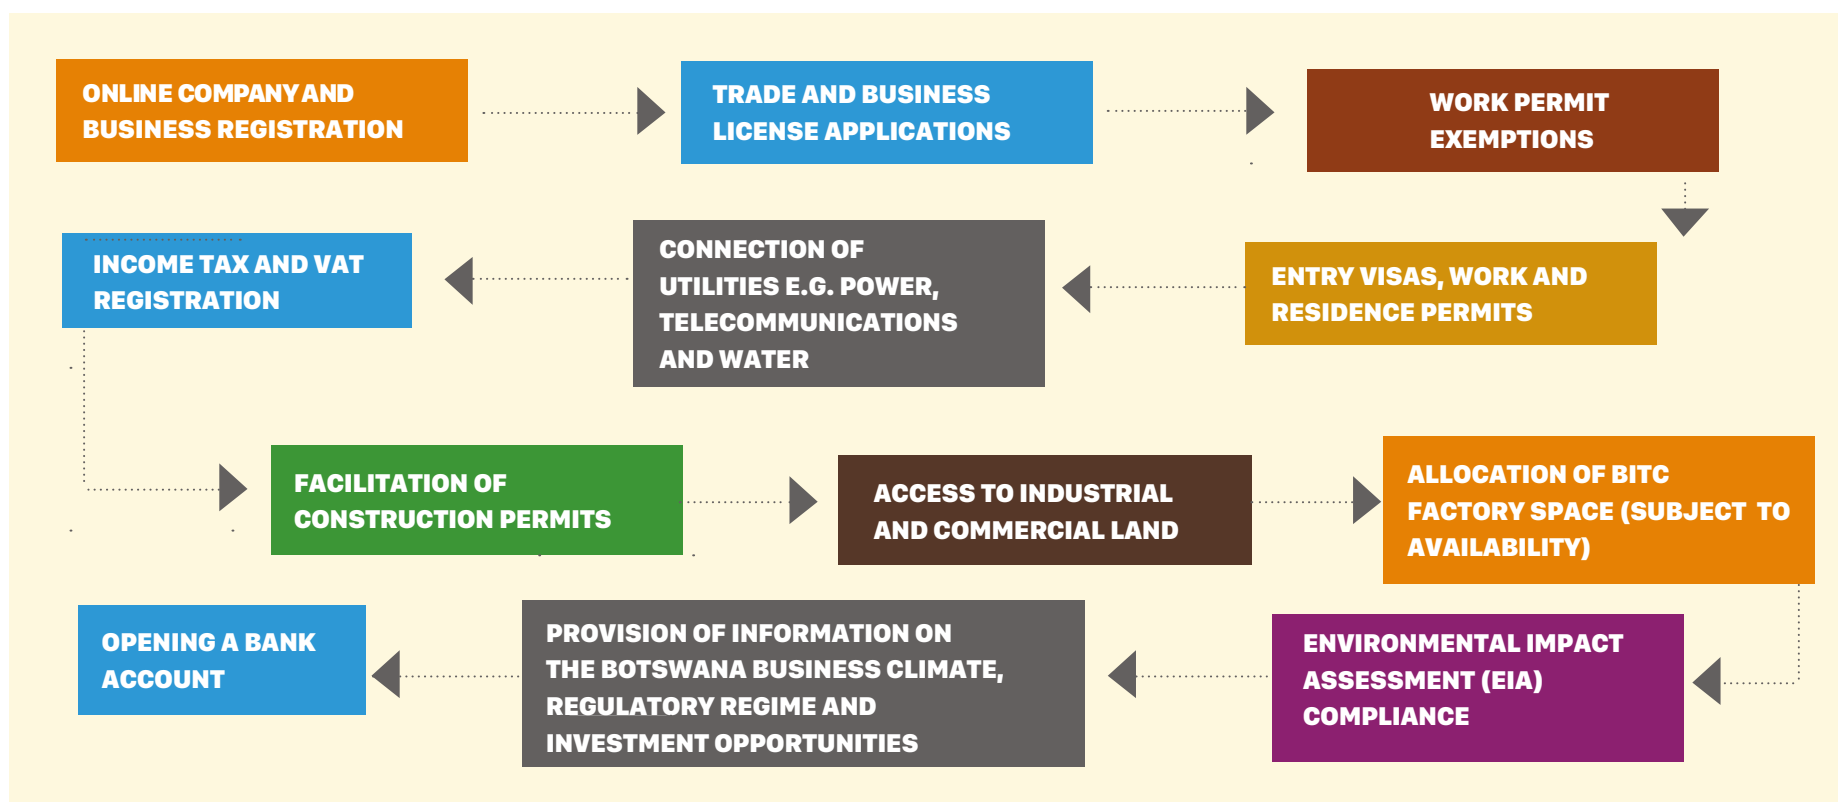 ONLINE COMPANY AND
BUSINESS REGISTRATION
TRADE AND BUSINESS
LICENSE APPLICATIONS
WORK PERMIT
EXEMPTIONS
ENTRY VISAS, WORK AND
RESIDENCE PERMITS
CONNECTION OF
UTILITIES E.G. POWER,
TELECOMMUNICATIONS
AND WATER
INCOME TAX AND VAT
REGISTRATION
FACILITATION OF
CONSTRUCTION PERMITS
ACCESS TO INDUSTRIAL
AND COMMERCIAL LAND
ALLOCATION OF BITC
FACTORY SPACE (SUBJECT TO
AVAILABILITY)
ENVIRONMENTAL IMPACT
ASSESSMENT (EIA)
COMPLIANCE
PROVISION OF INFORMATION ON
THE BOTSWANA BUSINESS CLIMATE,
REGULATORY REGIME AND
INVESTMENT OPPORTUNITIES
OPENING A BANK
ACCOUNT